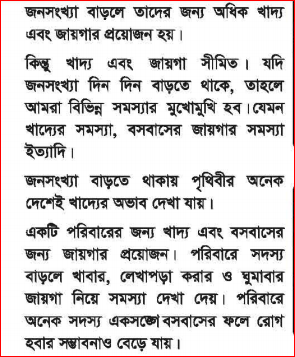 জনসংখ্যা বাড়লে তাদের জন্য অধিক খাদ্য
এবং জায়গার প্রয়োজন হয়।
কিন্তু খাদ্য এবং জায়গা সীমিত। যদি
জনসংখ্যা দিন দিন বাড়তে থাকে, তাহলে
আমরা বিভিন্ন সমস্যার মুখোমুখি হব। যেমন
খাদ্যের সমস্যা, বসবাসের জায়গার সমস্যা
ইত্যাদি।
জনসংখ্যা বাড়তে থাকায় পৃথিবীর অনেক
দেশেই খাদ্যের অভাব দেখা যায়।
একটি পরিবারের জন্য খাদ্য এবং বসবাসের
জন্য জায়গার প্রয়োজন। পরিবারে সদস্য
বাড়লে খাবার, লেখাপড়া করার ও ঘুমাবার
জায়গা নিয়ে সমস্যা দেখা দেয়। পরিবারে
অনেক সদস্য একসঙ্গে বসবাসের ফলে রোগ
হবার সম্ভাবনাও বেড়ে যায়।